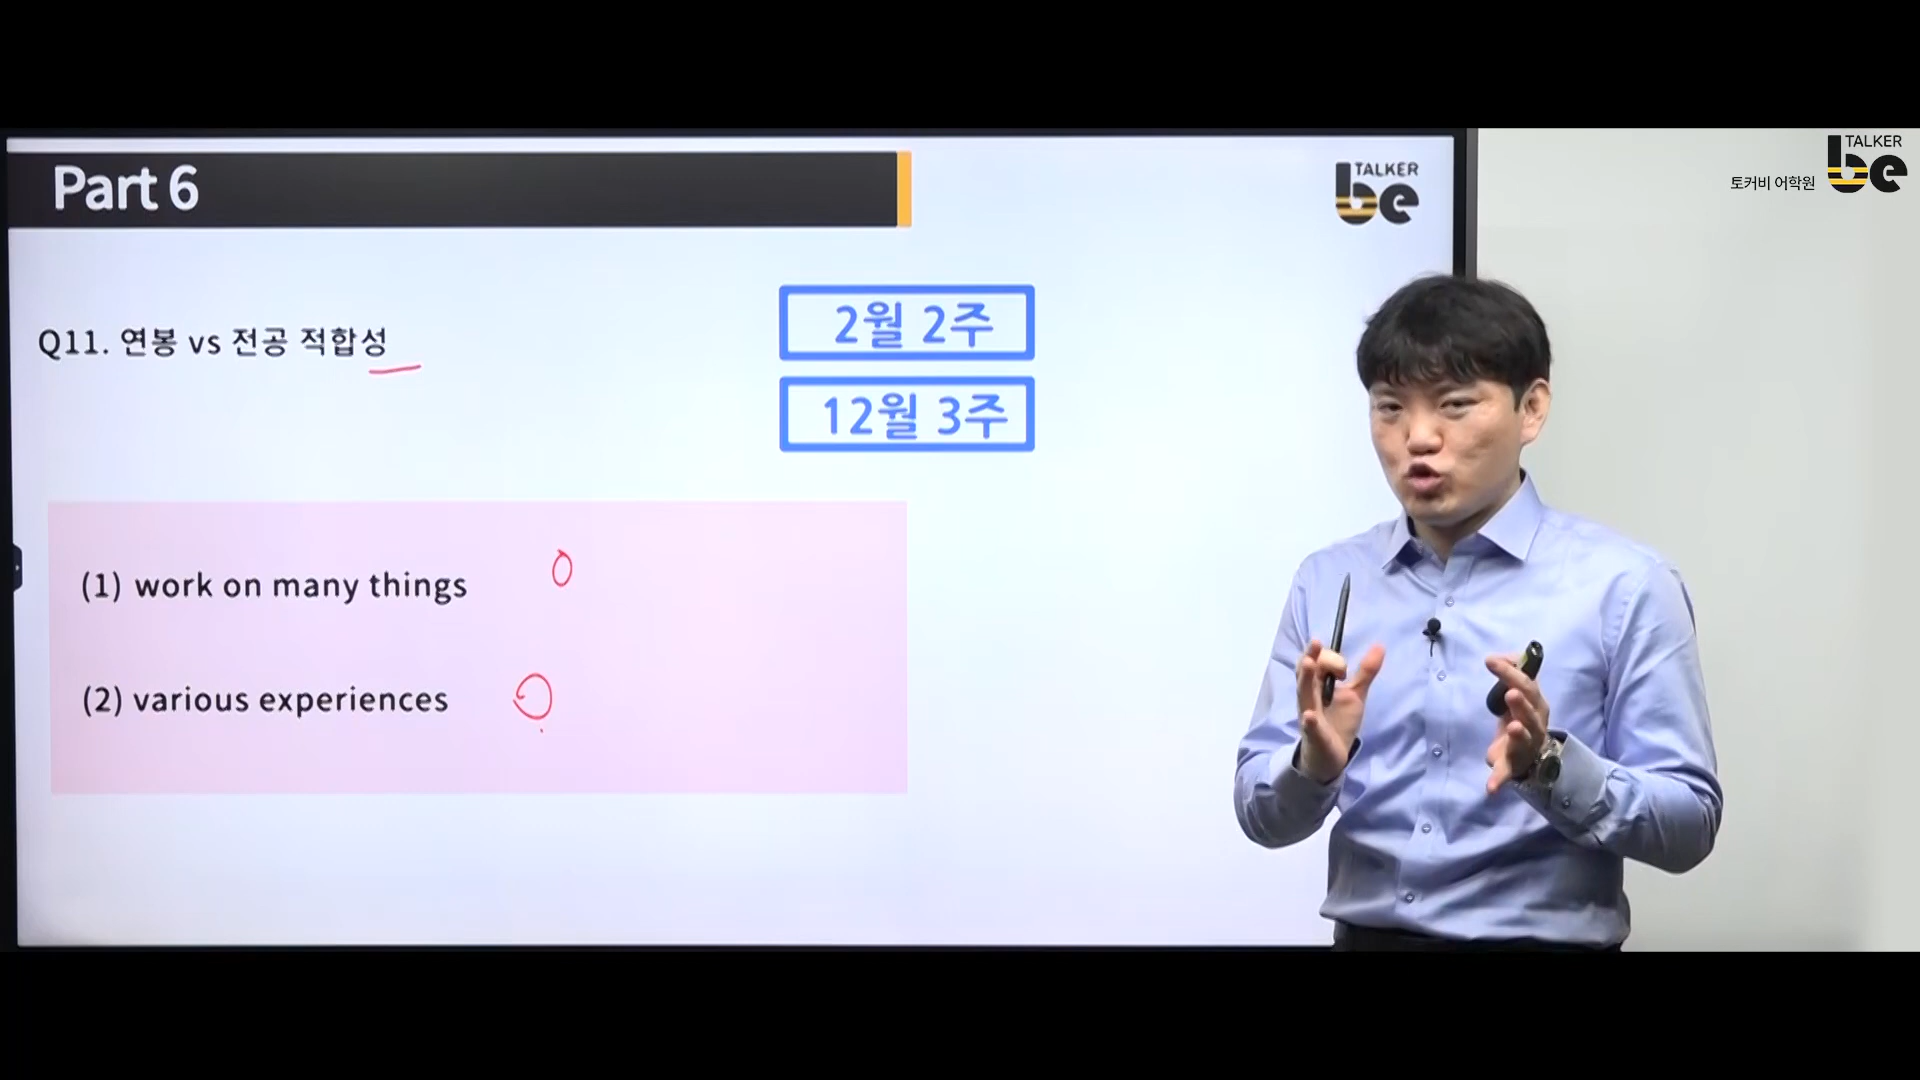 Part 6
TALKER
be
토커비 어학원
TALKER
be
Q11. 연봉 vs 전공 적합성
2월 2주
12월 3주
(1) work on many things
(2) various experiences